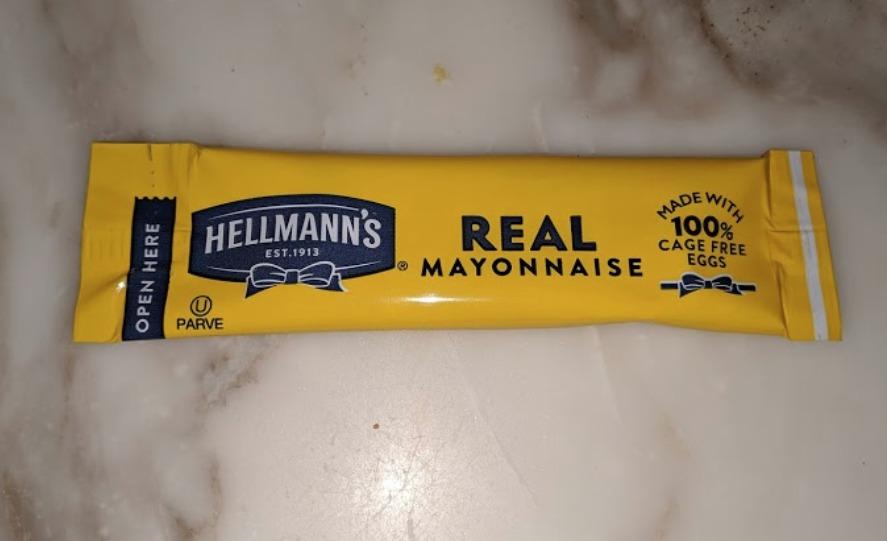 OPEN HERE
HELLMANN'S
EST.1913
®
Ⓤ
PARVE
REAL
MAYONNAISE
MADE WITH
100%
CAGE FREE
EGGS